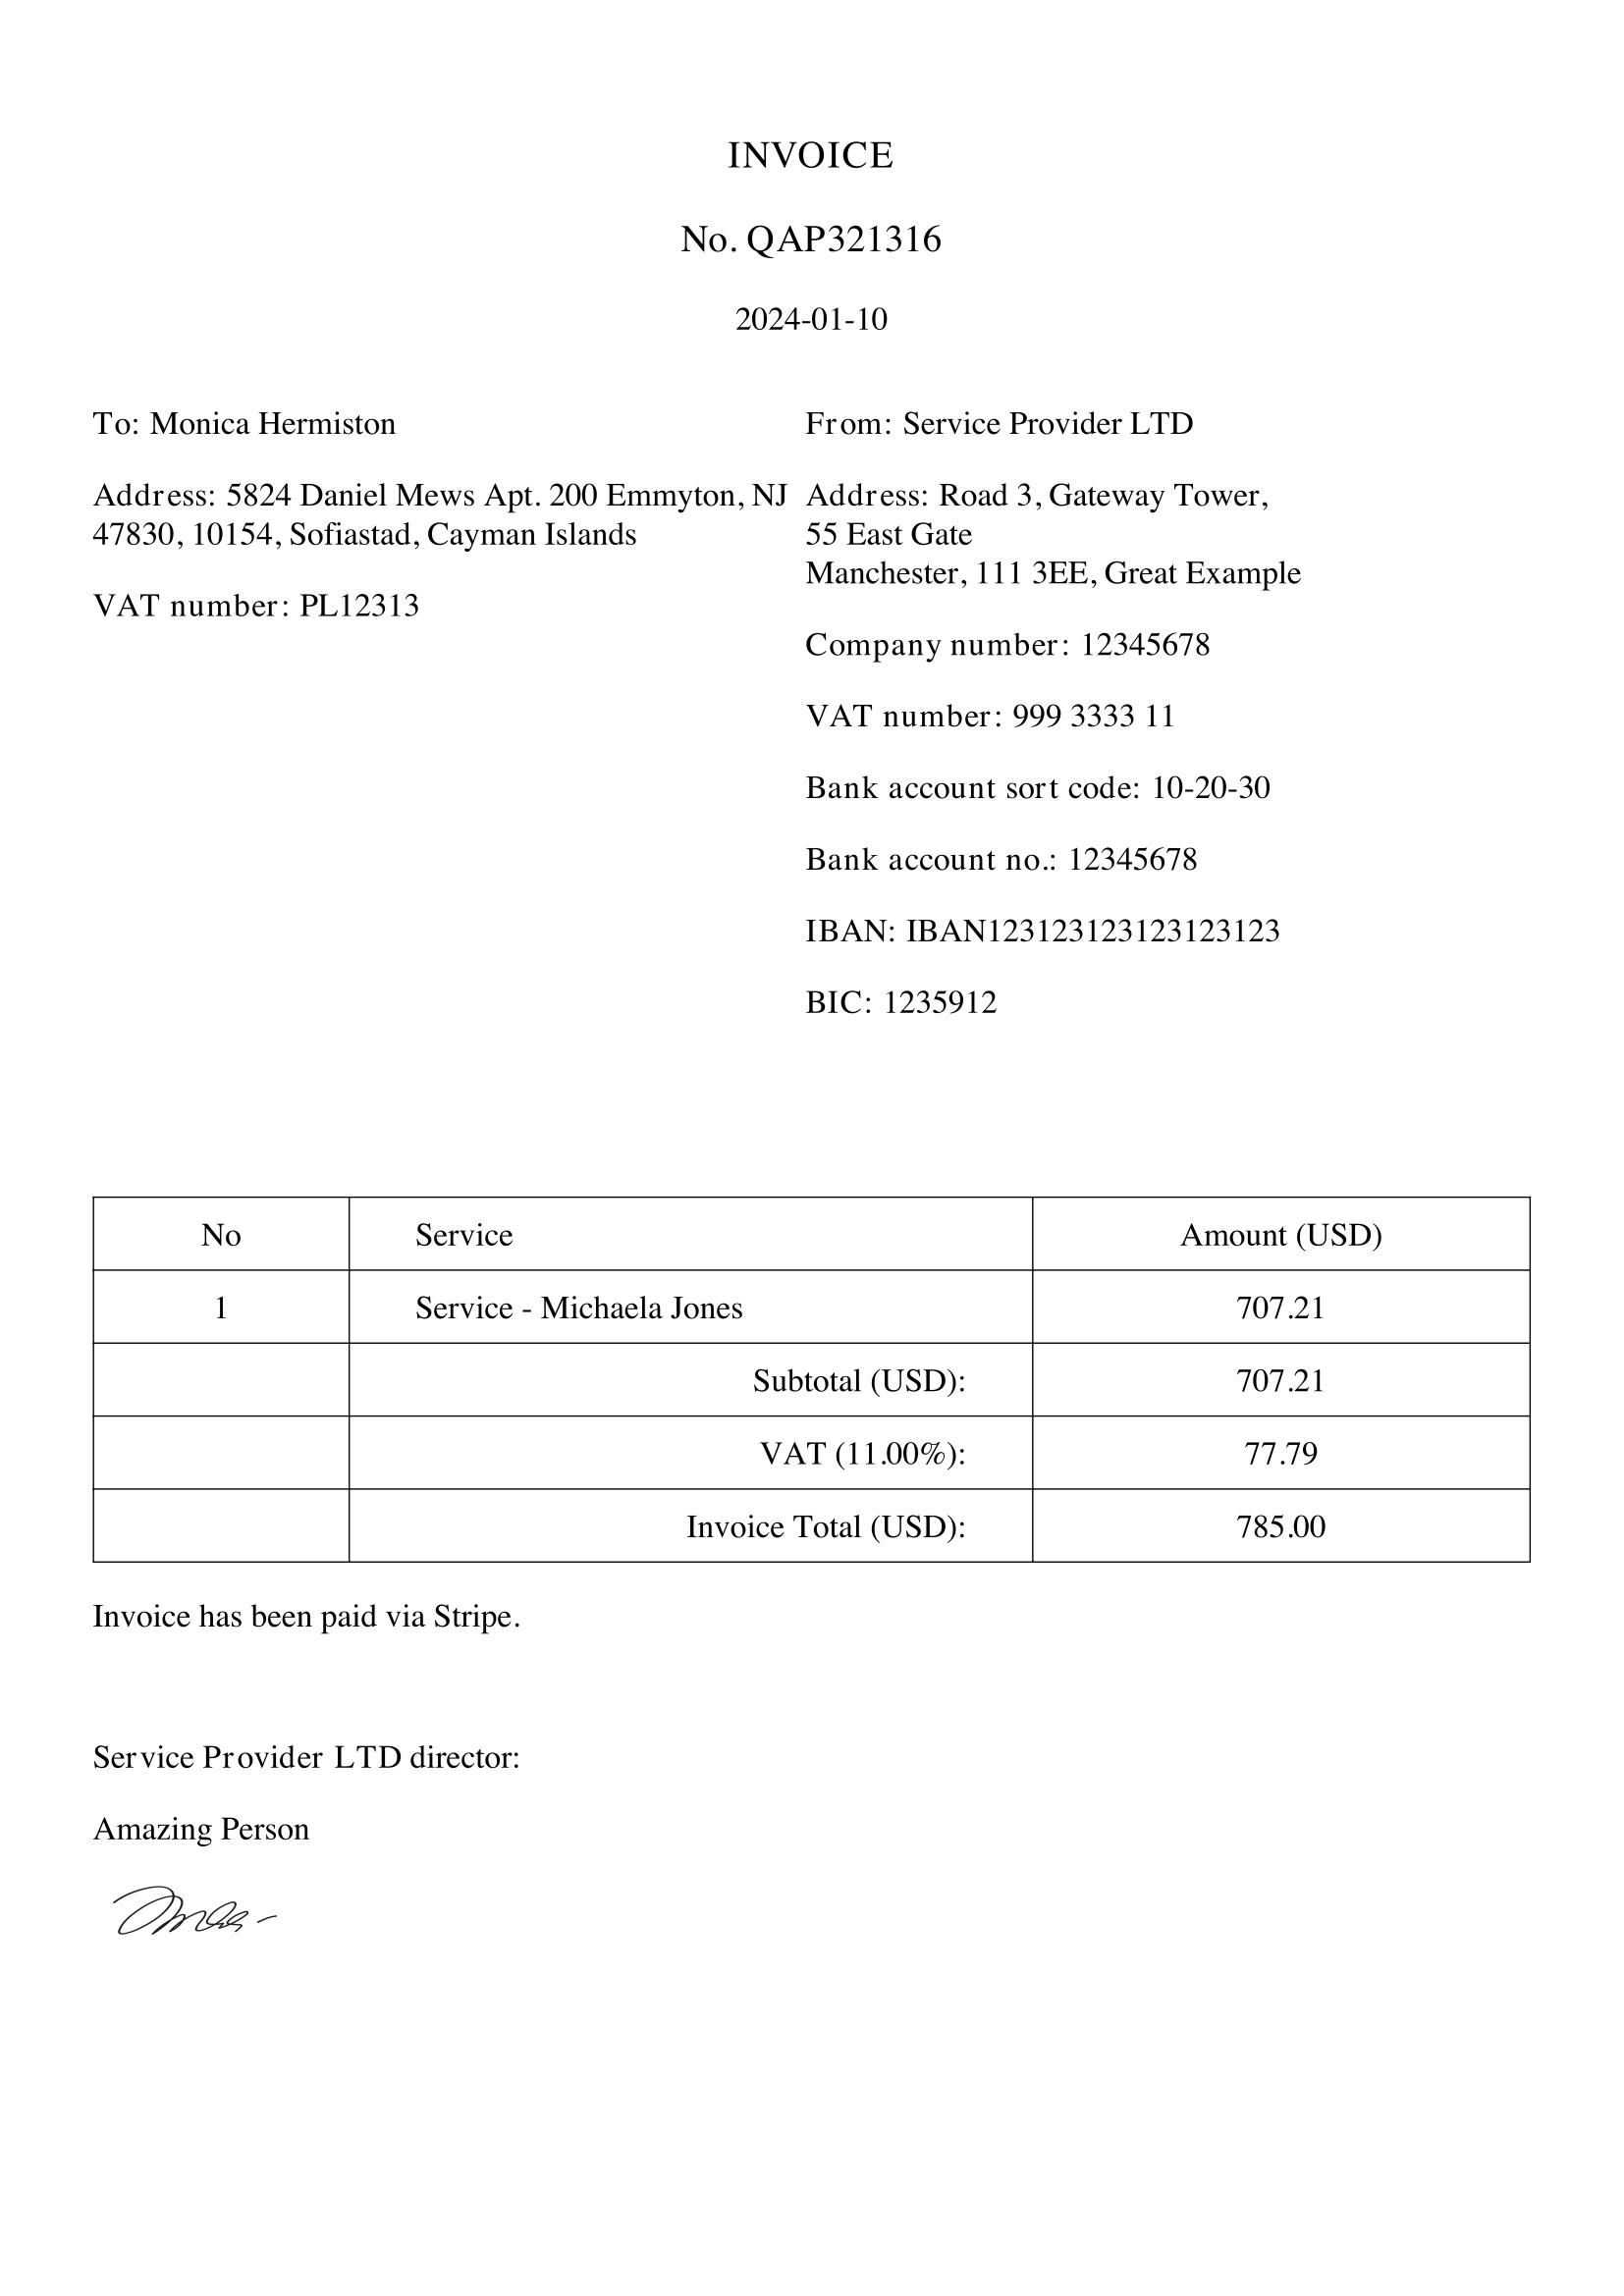 INVOICE
No. QAP321316
2024-01-10
To: Monica Hermiston
Address: 5824 Daniel Mews Apt. 200 Emmyton, NJ
47830, 10154, Sofiastad, Cayman Islands
VAT number: PL12313
From: Service Provider LTD
Address: Road 3, Gateway Tower,
55 East Gate
Manchester, 111 3EE, Great Example
Company number: 12345678
VAT number: 999 3333 11
Bank account sort code: 10-20-30
Bank account no.: 12345678
IBAN: IBAN123123123123123123
BIC: 1235912
No Service Amount (USD)
1 Service - Michaela Jones 707.21
Subtotal (USD): 707.21
VAT (11.00%): 77.79
Invoice Total (USD): 785.00
Invoice has been paid via Stripe.
Service Provider LTD director:
Amazing Person